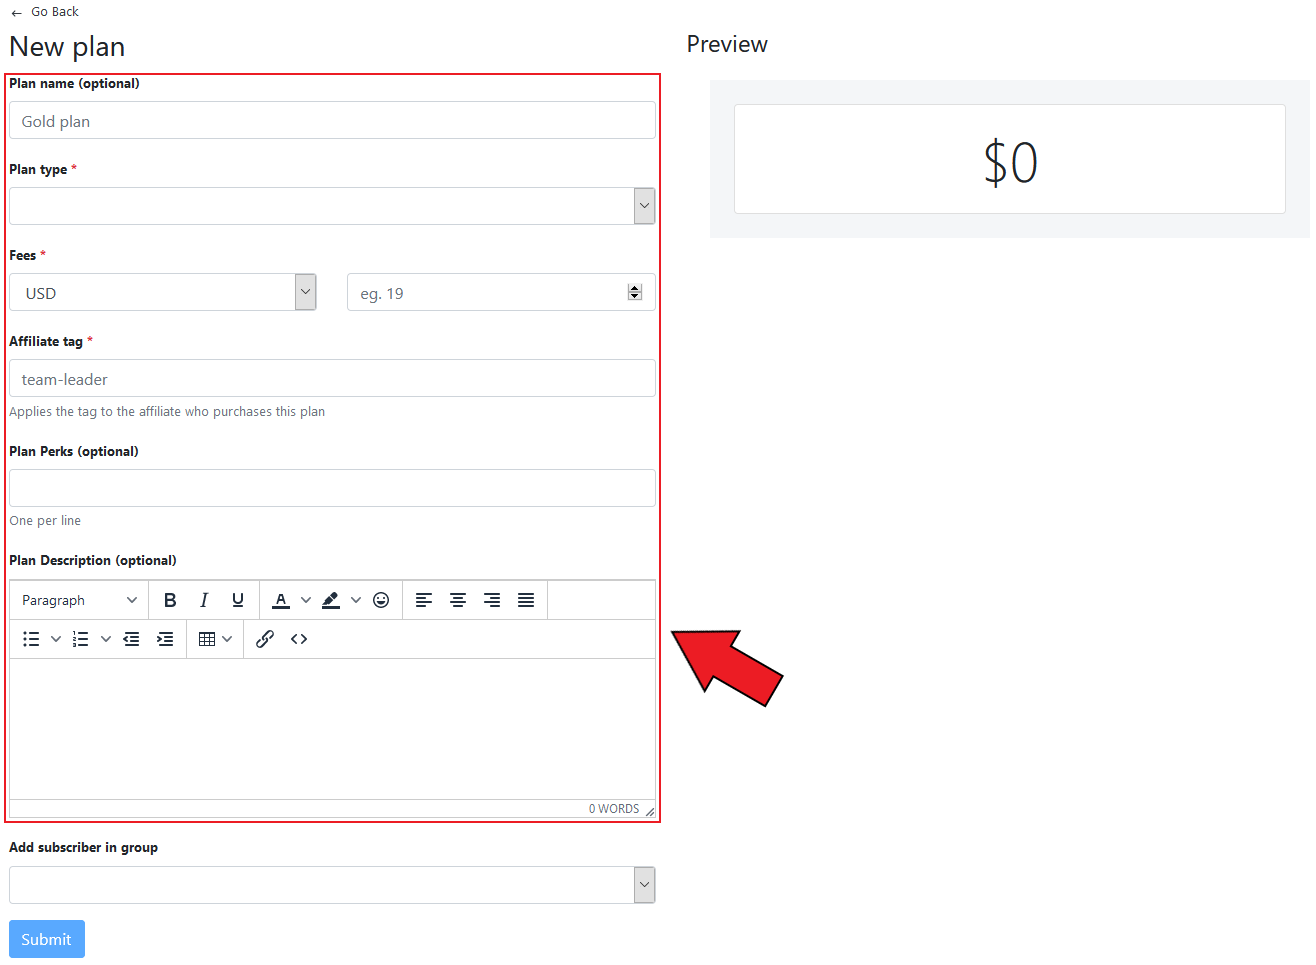 ← Go Back
New plan
Plan name (optional)
Gold plan
Plan type *
Fees *
USD
eg. 19
Affiliate tag *
team-leader
Applies the tag to the affiliate who purchases this plan
Plan Perks (optional)
One per line
Plan Description (optional)
Paragraph B I U A
0 WORDS
Add subscriber in group
Submit
Preview
$0